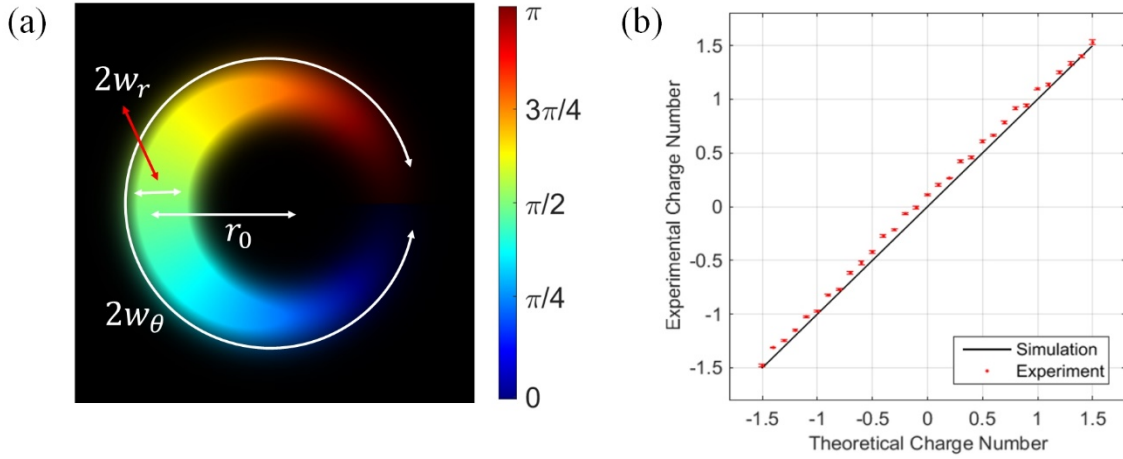 (a)
2w_r
r_0
2w_θ
π
3π/4
π/2
π/4
0
(b)
Experimental Charge Number
1.5
1
0.5
0
-0.5
-1
-1.5
Simulation
Experiment
-1.5 -1 -0.5 0 0.5 1 1.5
Theoretical Charge Number